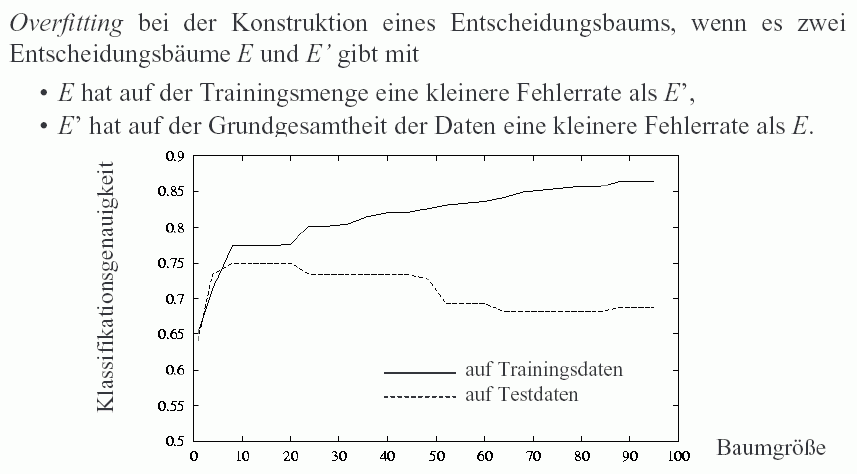 Overfitting bei der Konstruktion eines Entscheidungsbaums, wenn es zwei
Entscheidungsbäume E und E’ gibt mit
• E hat auf der Trainingsmenge eine kleinere Fehlerrate als E’,
• E’ hat auf der Grundgesamtheit der Daten eine kleinere Fehlerrate als E.
Klassifikationsgenauigkeit
0.9
0.85
0.8
0.75
0.7
0.65
0.6
0.55
0.5
auf Trainingsdaten
auf Testdaten
0 10 20 30 40 50 60 70 80 90 100
Baumgröße